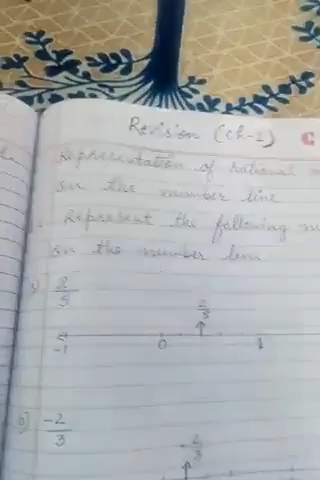 Revision (Ch-1)
Representation of rational
on the number line
Represent the following
on the number line
2/5
2/5
-1 0 1
b) -2/3
-2/3